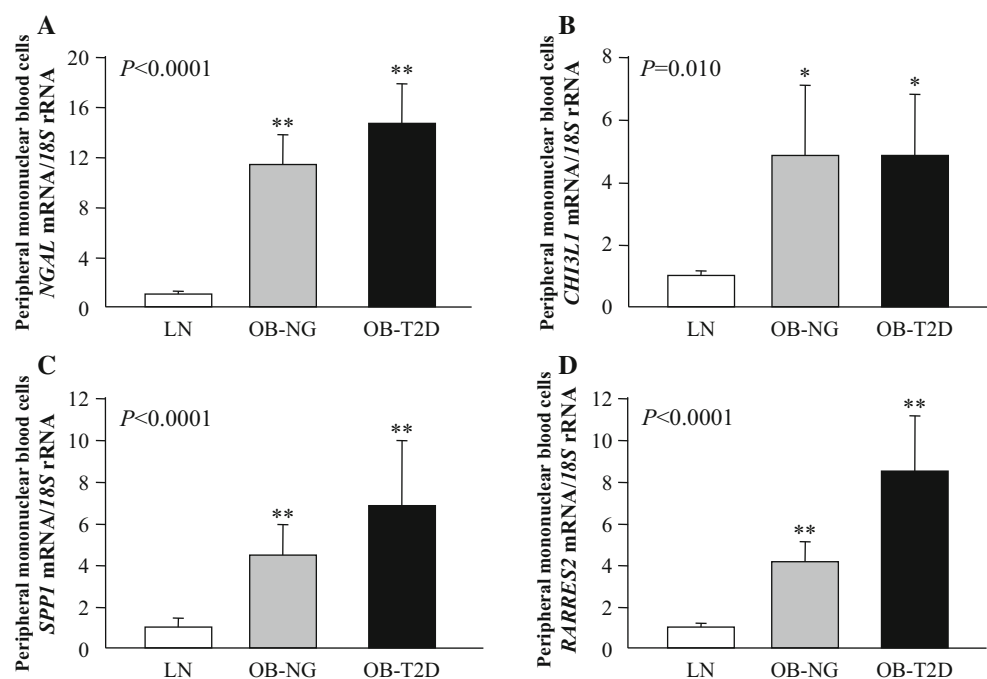 A
Peripheral mononuclear blood cells
NGAL mRNA/18S rRNA
20
16
12
8
4
0
P<0.0001
**
**
LN
OB-NG
OB-T2D
B
Peripheral mononuclear blood cells
CHI3L1 mRNA/18S rRNA
8
6
4
2
0
P=0.010
*
*
LN
OB-NG
OB-T2D
C
Peripheral mononuclear blood cells
SPP1 mRNA/18S rRNA
12
10
8
6
4
2
0
P<0.0001
**
**
LN
OB-NG
OB-T2D
D
Peripheral mononuclear blood cells
RARRES2 mRNA/18S rRNA
12
10
8
6
4
2
0
P<0.0001
**
**
LN
OB-NG
OB-T2D